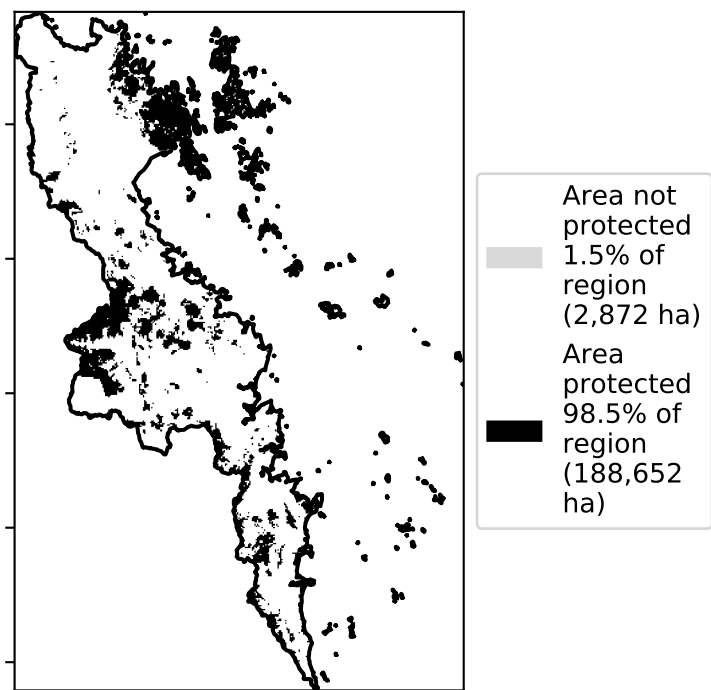 Area not
protected
1.5% of
region
(2,872 ha)
Area
protected
98.5% of
region
(188,652
ha)